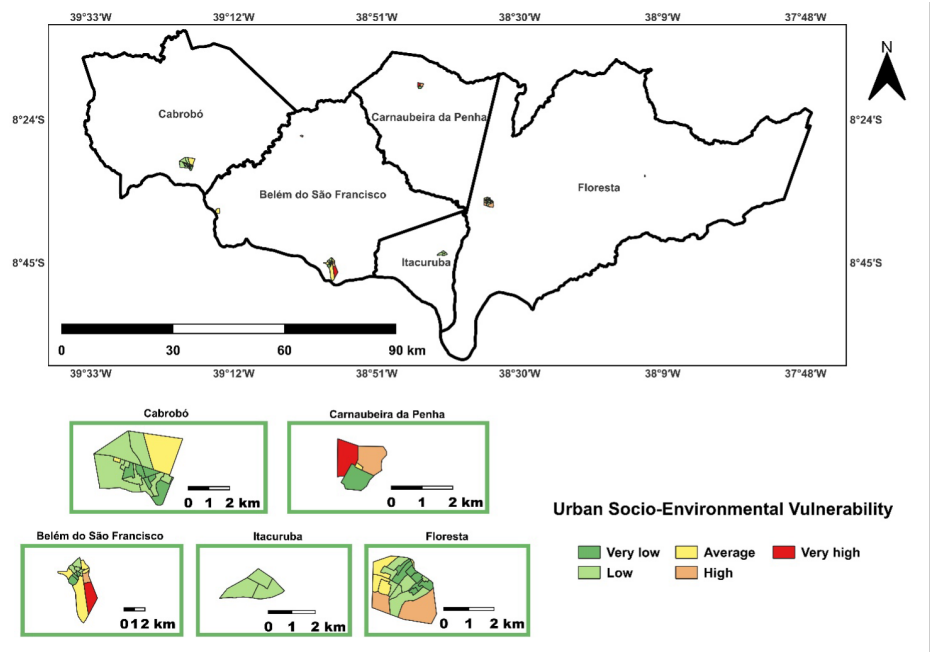 39°33'W 39°12'W 38°51'W 38°30'W 38°9'W 37°48'W
N
8°24'S 8°24'S
Cabrobó
Carnaubeira da Penha
Belém do São Francisco
Floresta
Itacuruba
8°45'S 8°45'S
0 30 60 90 km
39°33'W 39°12'W 38°51'W 38°30'W 38°9'W 37°48'W
Cabrobó
0 1 2 km
Carnaubeira da Penha
0 1 2 km
Urban Socio-Environmental Vulnerability
Very low Average Very high
Low High
Belém do São Francisco
012 km
Itacuruba
0 1 2 km
Floresta
0 1 2 km